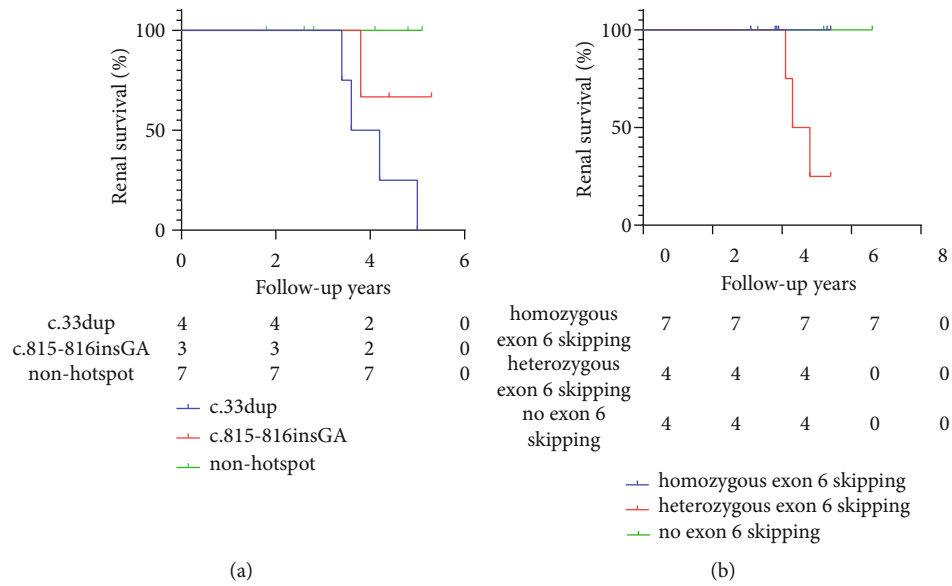 100
50
0
Renal survival (%)
0 2 4 6
Follow-up years
c.33dup 4 4 2 0
c.815-816insGA 3 3 2 0
non-hotspot 7 7 7 0
c.33dup
c.815-816insGA
non-hotspot
(a)
100
50
0
Renal survival (%)
0 2 4 6 8
Follow-up years
homozygous
exon 6 skipping 7 7 7 7 0
heterozygous
exon 6 skipping 4 4 4 0 0
no exon 6
skipping 4 4 4 0 0
homozygous exon 6 skipping
heterozygous exon 6 skipping
no exon 6 skipping
(b)